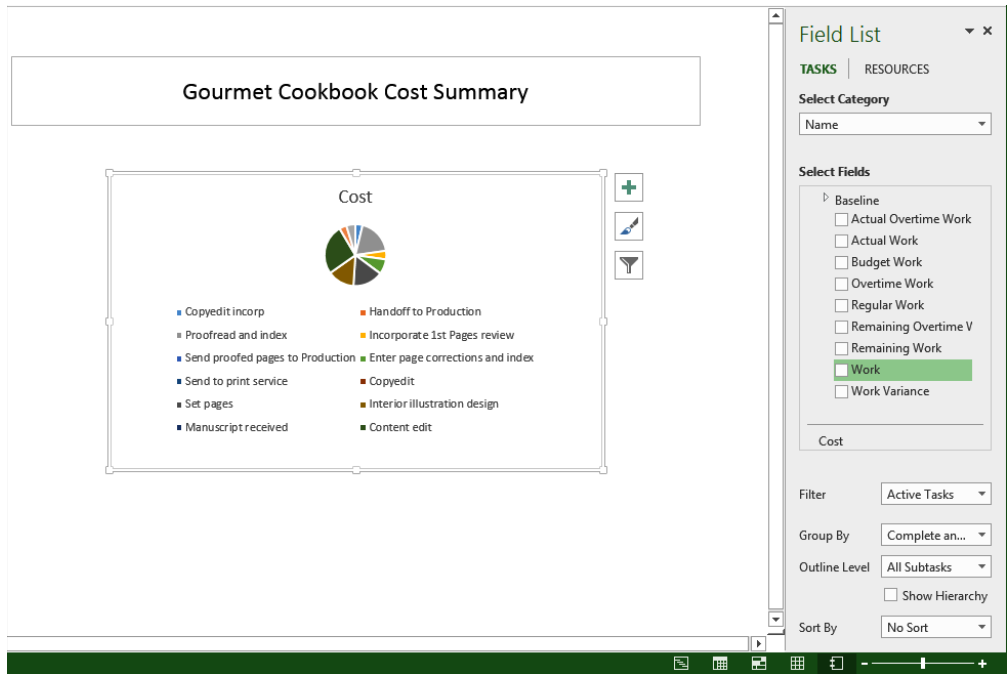 Gourmet Cookbook Cost Summary
Cost
Copyedit incorp
Handoff to Production
Proofread and index
Incorporate 1st Pages review
Send proofed pages to Production
Enter page corrections and index
Send to print service
Copyedit
Set pages
Interior illustration design
Manuscript received
Content edit
Field List
TASKS
RESOURCES
Select Category
Name
Select Fields
Baseline
Actual Overtime Work
Actual Work
Budget Work
Overtime Work
Regular Work
Remaining Overtime V
Remaining Work
Work
Work Variance
Cost
Filter
Active Tasks
Group By
Complete an...
Outline Level
All Subtasks
Show Hierarchy
Sort By
No Sort